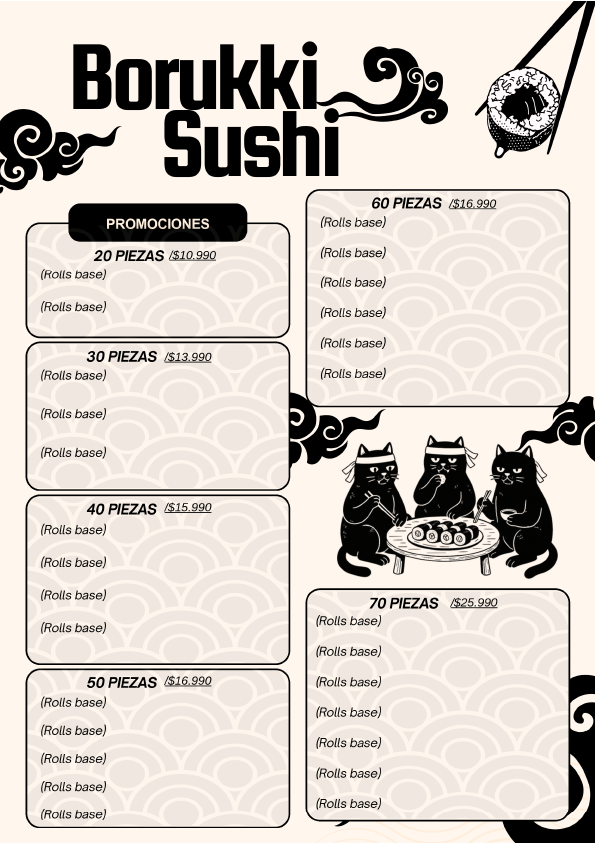 Borukki
Sushi
PROMOCIONES
20 PIEZAS /$10.990
(Rolls base)
(Rolls base)
30 PIEZAS /$13.990
(Rolls base)
(Rolls base)
(Rolls base)
40 PIEZAS /$15.990
(Rolls base)
(Rolls base)
(Rolls base)
(Rolls base)
50 PIEZAS /$16.990
(Rolls base)
(Rolls base)
(Rolls base)
(Rolls base)
(Rolls base)
60 PIEZAS /$16.990
(Rolls base)
(Rolls base)
(Rolls base)
(Rolls base)
(Rolls base)
(Rolls base)
70 PIEZAS /$25.990
(Rolls base)
(Rolls base)
(Rolls base)
(Rolls base)
(Rolls base)
(Rolls base)
(Rolls base)